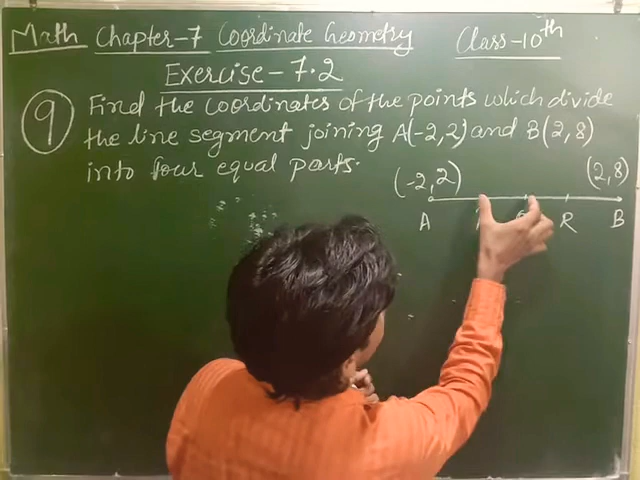 Math Chapter-7 Coordinate Geometry Class-10th
Exercise-7.2
9 Find the coordinates of the points which divide
the line segment joining A(-2,2) and B(2,8)
into four equal parts.
(-2,2) (2,8)
A R B